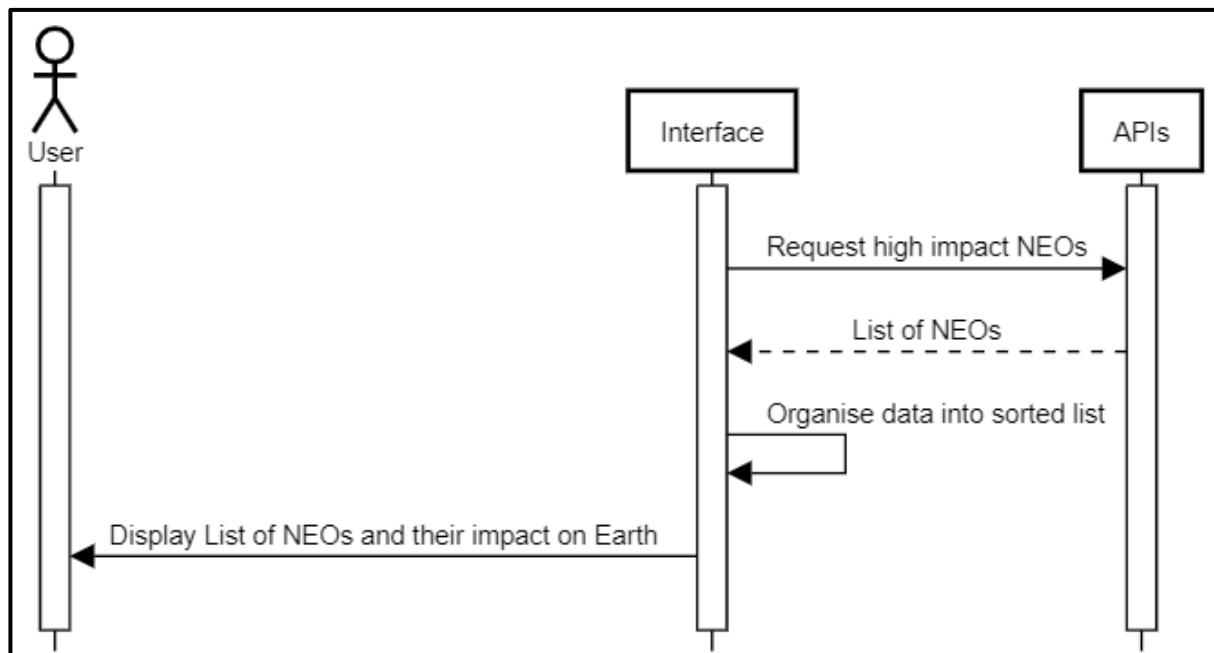 User
Interface
APIs
Request high impact NEOs
List of NEOs
Organise data into sorted list
Display List of NEOs and their impact on Earth